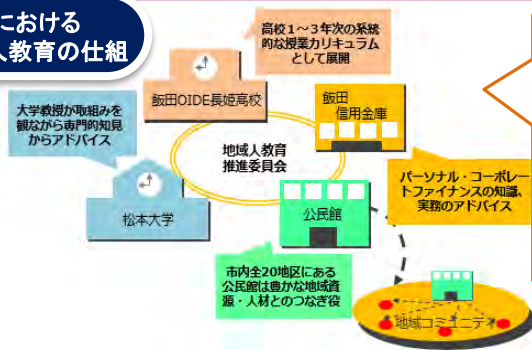 における
人教育の仕組
高校１～３年次の系統
的な授業カリキュラム
として展開
飯田OIDE長姫高校
飯田
信用金庫
大学教授が取組みを
観ながら専門的知見
からアドバイス
地域人教育
推進委員会
松本大学
公民館
パーソナル・コーポレー
トファイナンスの知識、
実務のアドバイス
市内全20地区にある
公民館は豊かな地域資
源・人材とのつなぎ役
地域コミュニティ